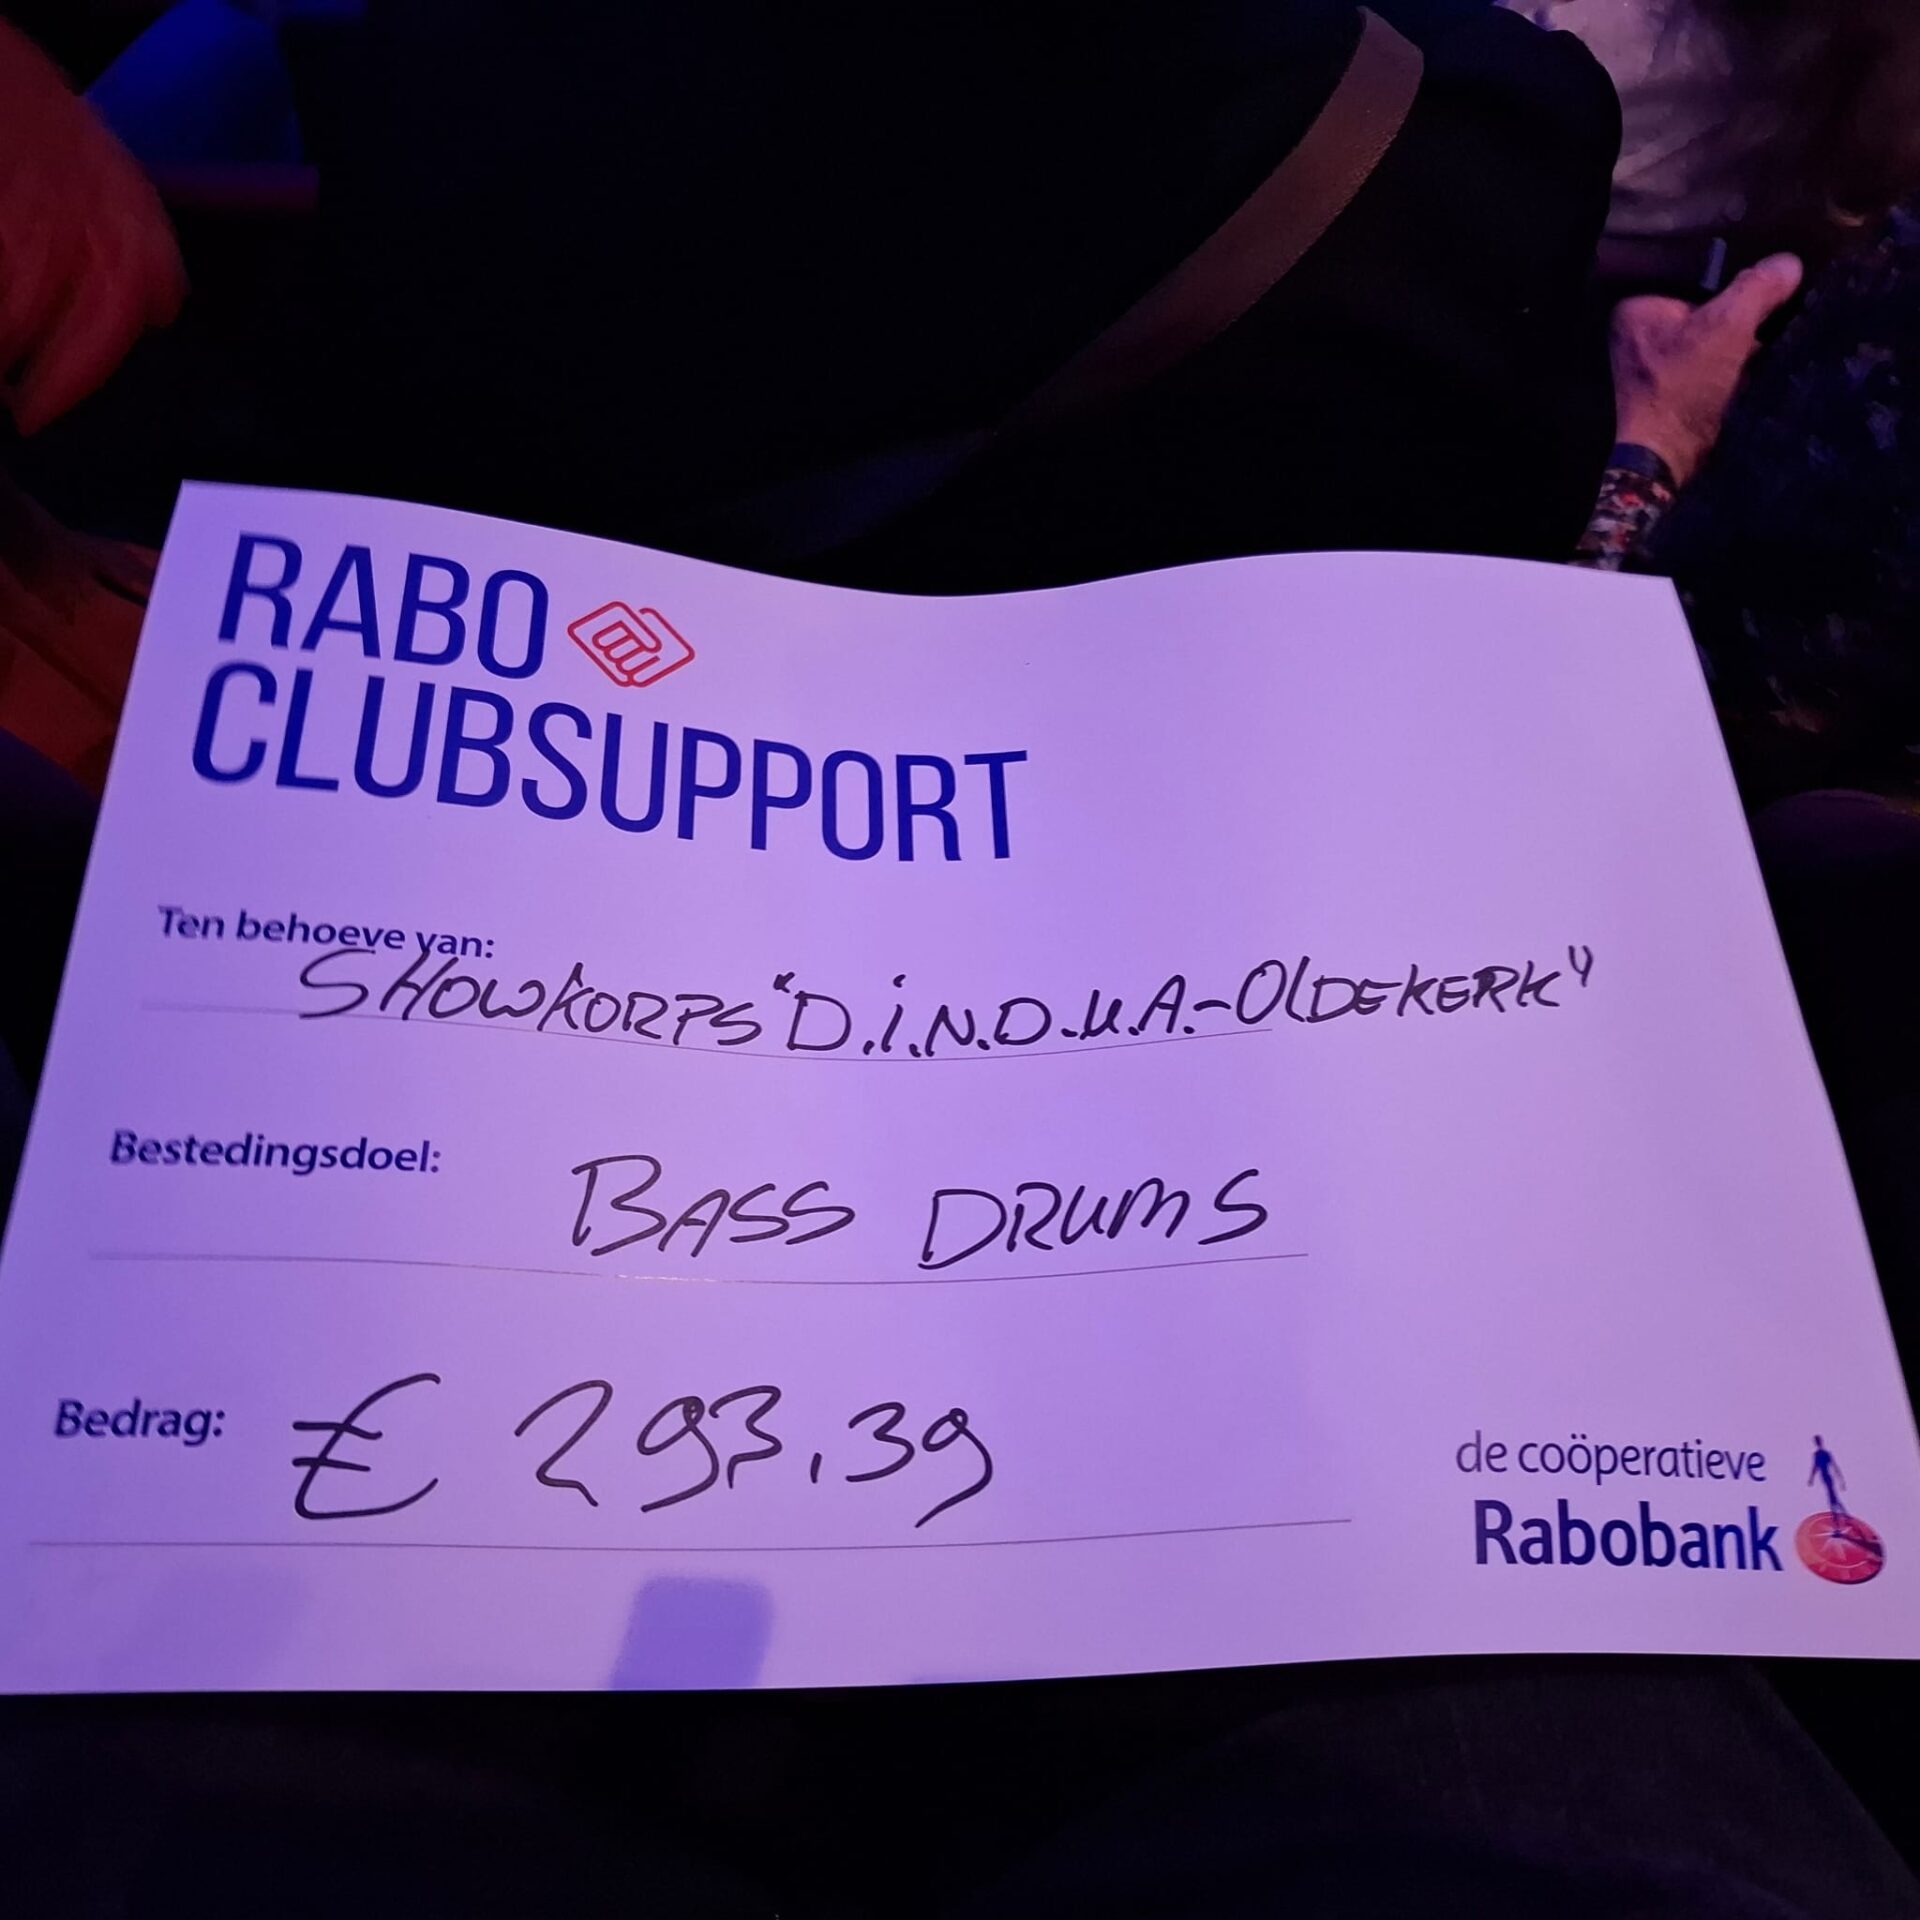 RABO
CLUBSUPPORT
Ten behoeve van:
SHOWKORPS "D.i.N.D.U.A.-OLDEKERK"
Bestedingsdoel: BASS DRUMS
Bedrag: € 293,39
de coöperatieve
Rabobank